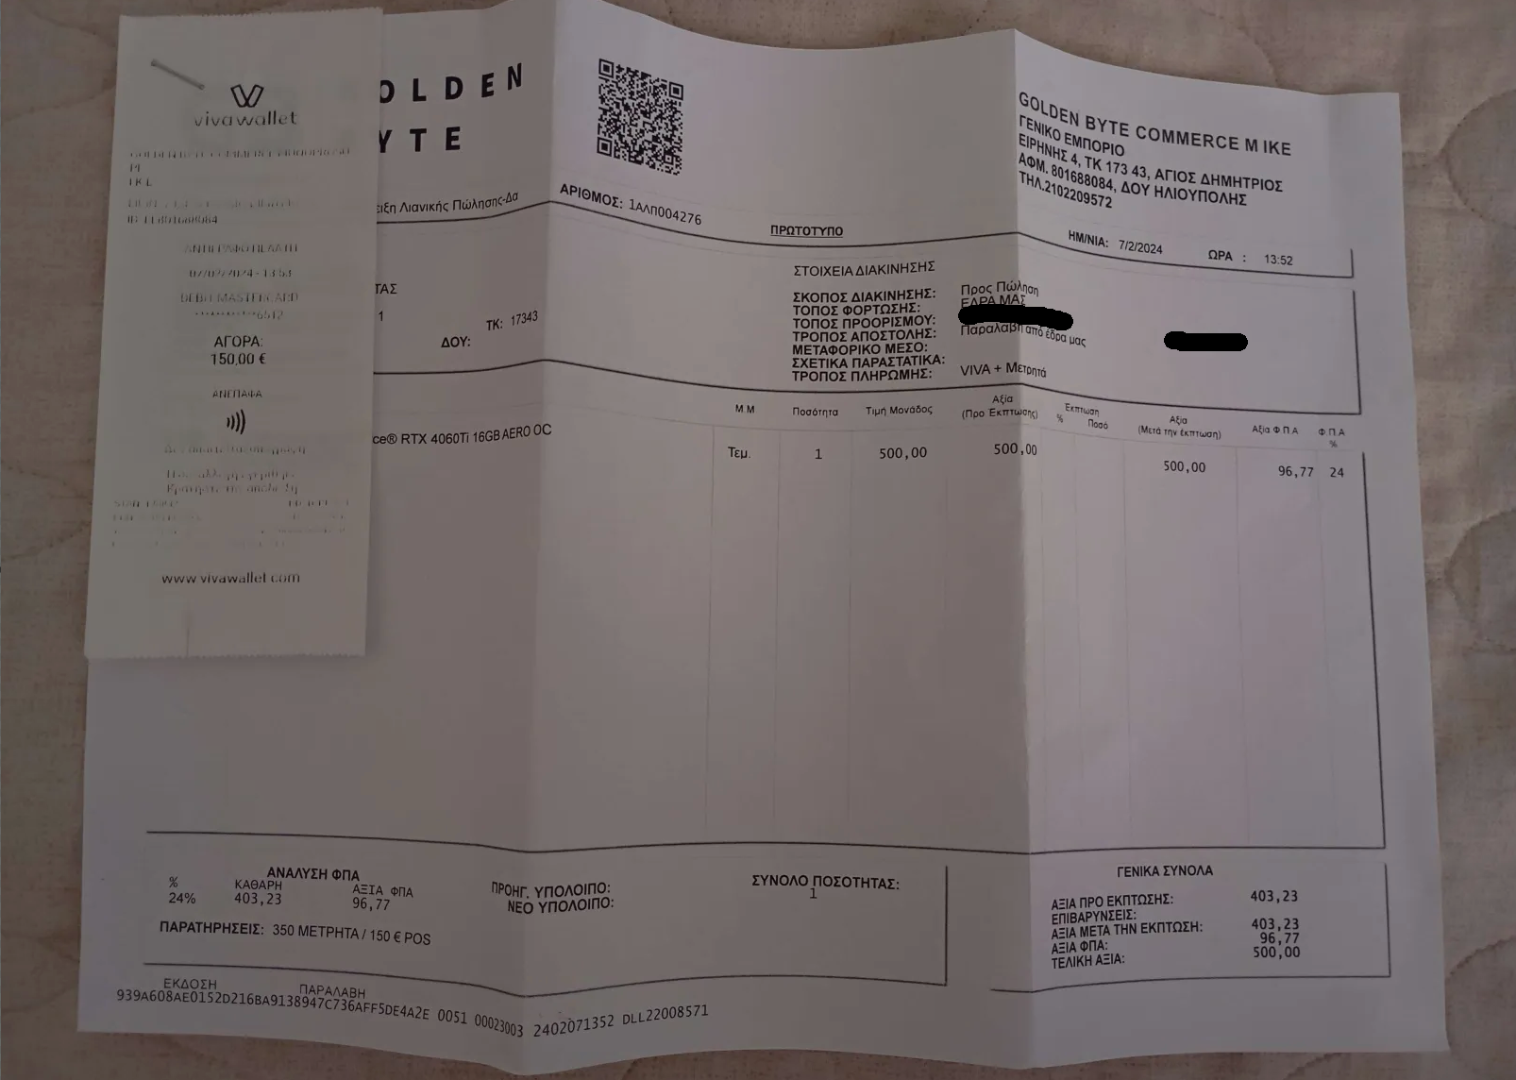 vivawallet
ΙΚΕ
ΑΓΟΡΑ:
150,00 €
ΑΝΕΠΑΦΑ
www.vivawallet.com
OLDEN
YTE
ιξη Λιανικής Πώλησης-Δα
ΑΡΙΘΜΟΣ: 1ΑΛΠ004276
ΠΡΩΤΟΤΥΠΟ
GOLDEN BYTE COMMERCE Μ ΙΚΕ
ΓΕΝΙΚΟ ΕΜΠΟΡΙΟ
ΕΙΡΗΝΗΣ 4, ΤΚ 173 43, ΑΓΙΟΣ ΔΗΜΗΤΡΙΟΣ
ΑΦΜ. 801688084, ΔΟΥ ΗΛΙΟΥΠΟΛΗΣ
ΤΗΛ.2102209572
ΗΜ/ΝΙΑ: 7/2/2024 ΩΡΑ : 13:52
ΤΑΣ
1
ΤΚ: 17343
ΔΟΥ:
ΣΤΟΙΧΕΙΑ ΔΙΑΚΙΝΗΣΗΣ
ΣΚΟΠΟΣ ΔΙΑΚΙΝΗΣΗΣ: Προς Πώληση
ΤΟΠΟΣ ΦΟΡΤΩΣΗΣ: ΕΔΡΑ ΜΑΣ
ΤΟΠΟΣ ΠΡΟΟΡΙΣΜΟΥ:
ΤΡΟΠΟΣ ΑΠΟΣΤΟΛΗΣ: Παραλαβή από έδρα μας
ΜΕΤΑΦΟΡΙΚΟ ΜΕΣΟ:
ΣΧΕΤΙΚΑ ΠΑΡΑΣΤΑΤΙΚΑ:
ΤΡΟΠΟΣ ΠΛΗΡΩΜΗΣ: VIVA + Μετρητά
Μ.Μ Ποσότητα Τιμή Μονάδος Αξία Έκπτωση Αξία Αξία Φ.Π.Α Φ.Π.Α
(Προ Εκπτωσης) % Ποσό (Μετά την έκπτωση) %
ce® RTX 4060Ti 16GB AERO OC Τεμ. 1 500,00 500,00 500,00 96,77 24
ΑΝΑΛΥΣΗ ΦΠΑ
% ΚΑΘΑΡΗ ΑΞΙΑ ΦΠΑ
24% 403,23 96,77
ΠΡΟΗΓ. ΥΠΟΛΟΙΠΟ:
ΝΕΟ ΥΠΟΛΟΙΠΟ:
ΣΥΝΟΛΟ ΠΟΣΟΤΗΤΑΣ:
1
ΠΑΡΑΤΗΡΗΣΕΙΣ: 350 ΜΕΤΡΗΤΑ / 150 € POS
ΓΕΝΙΚΑ ΣΥΝΟΛΑ
ΑΞΙΑ ΠΡΟ ΕΚΠΤΩΣΗΣ: 403,23
ΕΠΙΒΑΡΥΝΣΕΙΣ:
ΑΞΙΑ ΜΕΤΑ ΤΗΝ ΕΚΠΤΩΣΗ: 403,23
ΑΞΙΑ ΦΠΑ: 96,77
ΤΕΛΙΚΗ ΑΞΙΑ: 500,00
ΕΚΔΟΣΗ ΠΑΡΑΛΑΒΗ
939A608AE0152D216BA9138947C736AFF5DE4A2E 0051 00023003 2402071352 DLL22008571